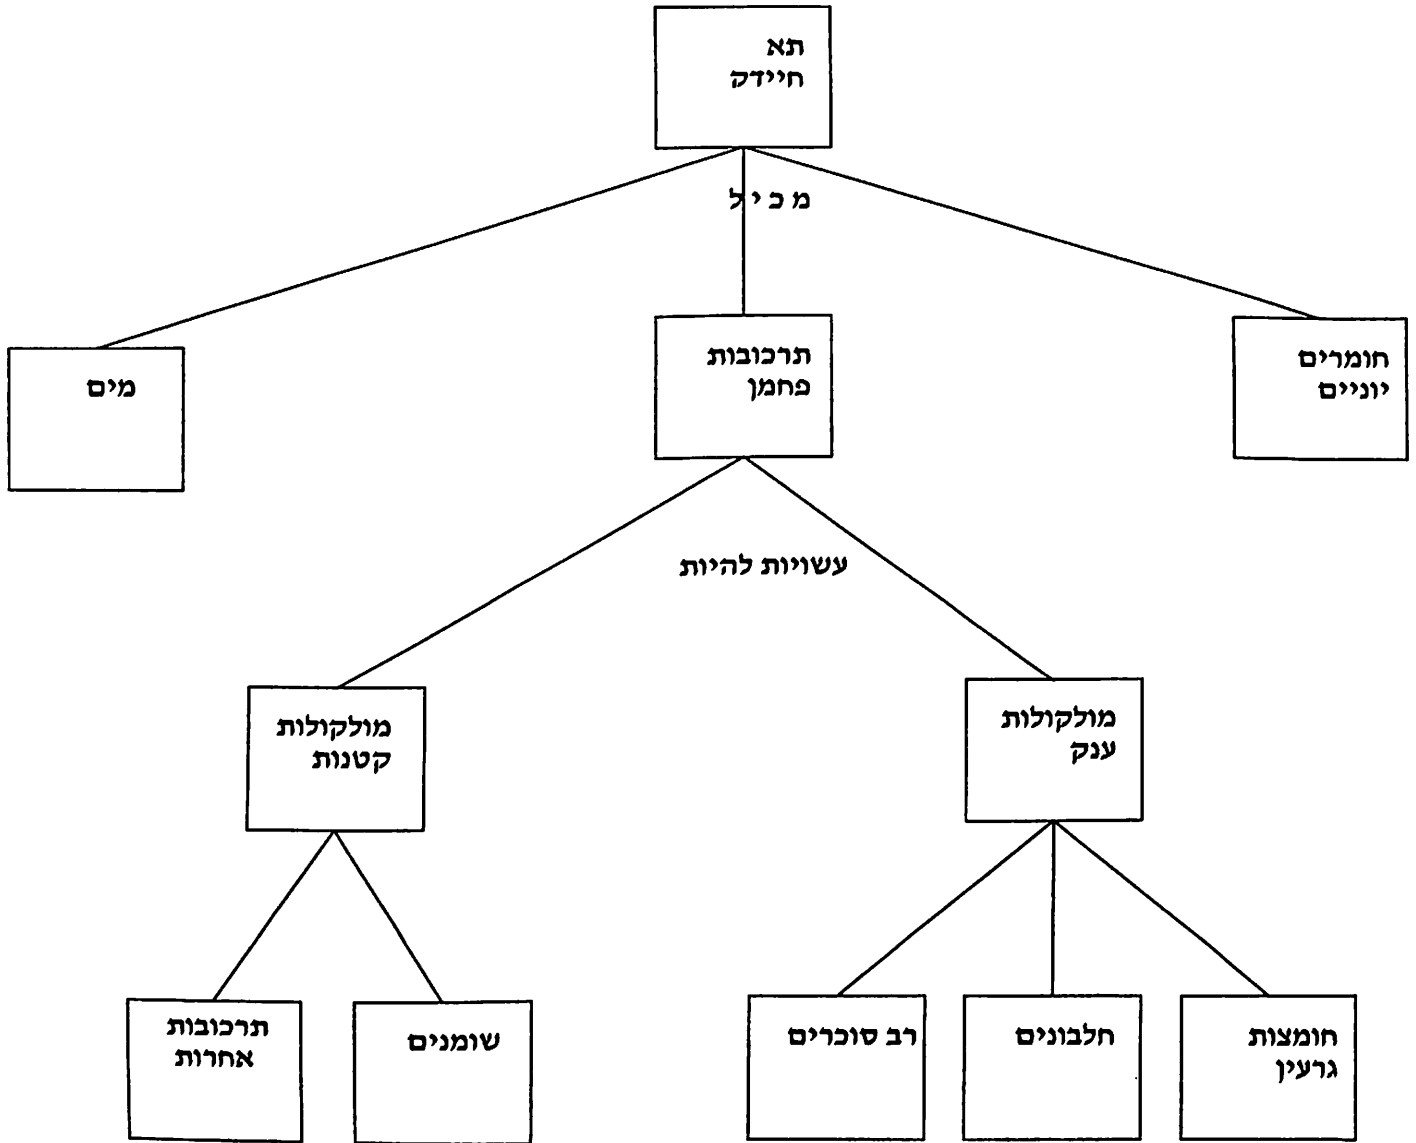 תא
חיידק
מכיל
חומרים
יוניים
תרכובות
פחמן
מים
עשויות להיות
מולקולות
ענק
מולקולות
קטנות
חומצות
גרעין
חלבונים
רב סוכרים
שומנים
תרכובות
אחרות